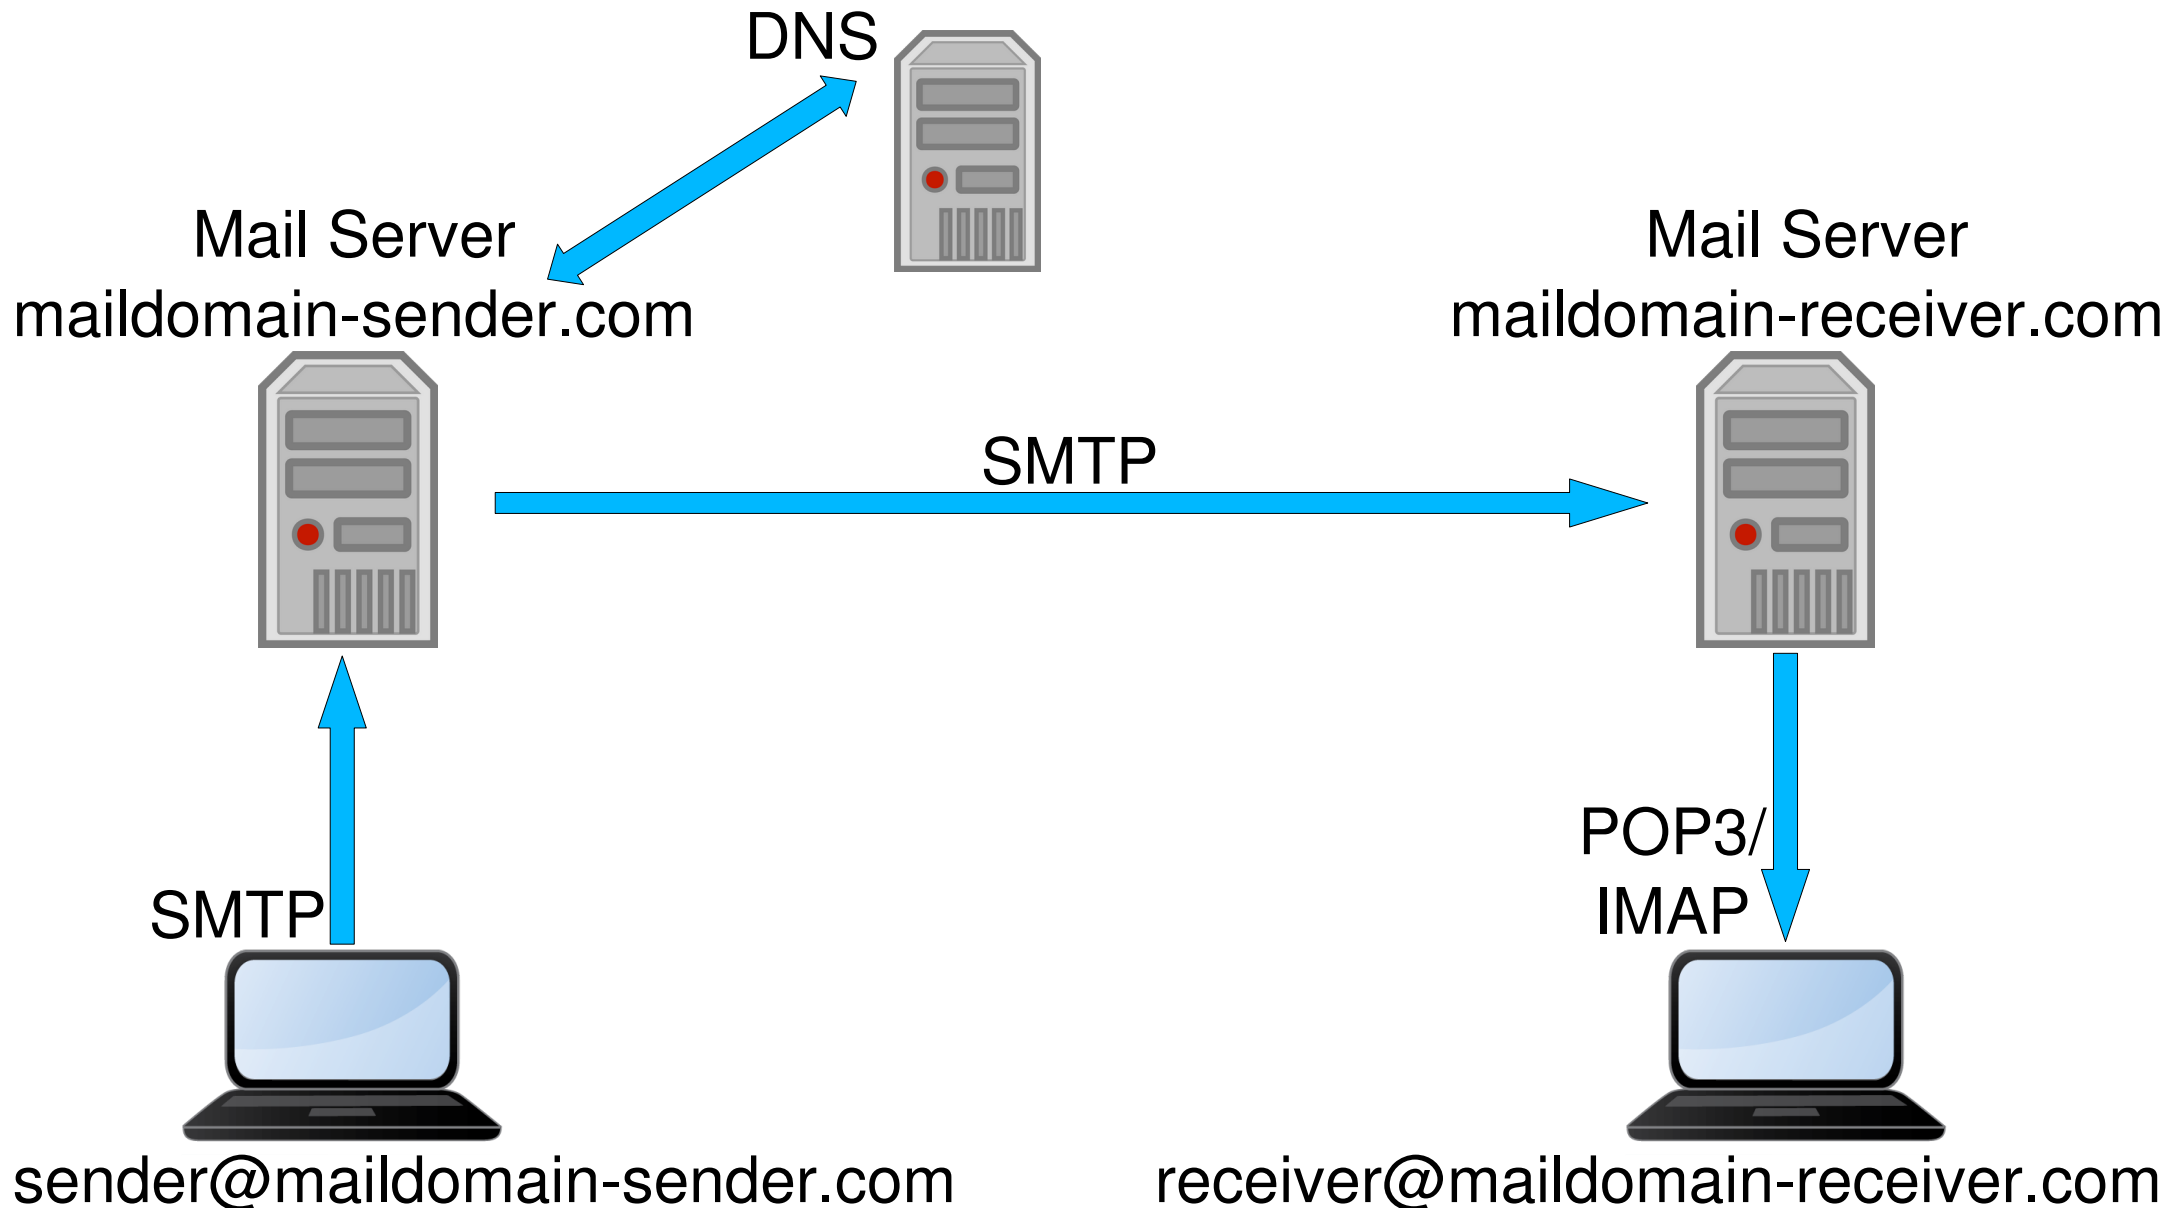 DNS
Mail Server
maildomain-sender.com
Mail Server
maildomain-receiver.com
SMTP
SMTP
POP3/
IMAP
sender@maildomain-sender.com
receiver@maildomain-receiver.com